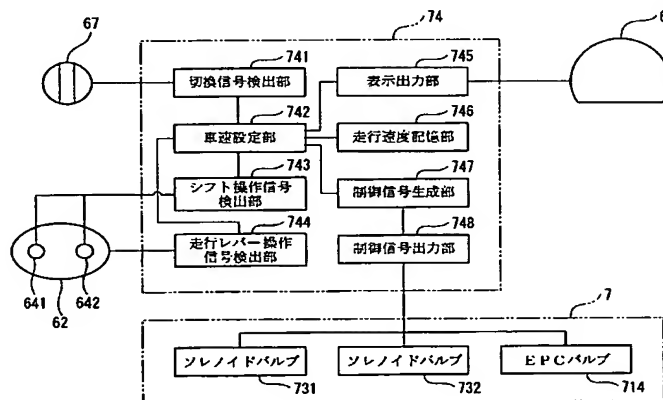 67
74
6
741
切換信号検出部
745
表示出力部
742
車速設定部
746
走行速度記憶部
743
シフト操作信号
検出部
747
制御信号生成部
744
走行レバー操作
信号検出部
748
制御信号出力部
641
642
62
7
ソレノイドバルブ
ソレノイドバルブ
EPCバルブ
731
732
714